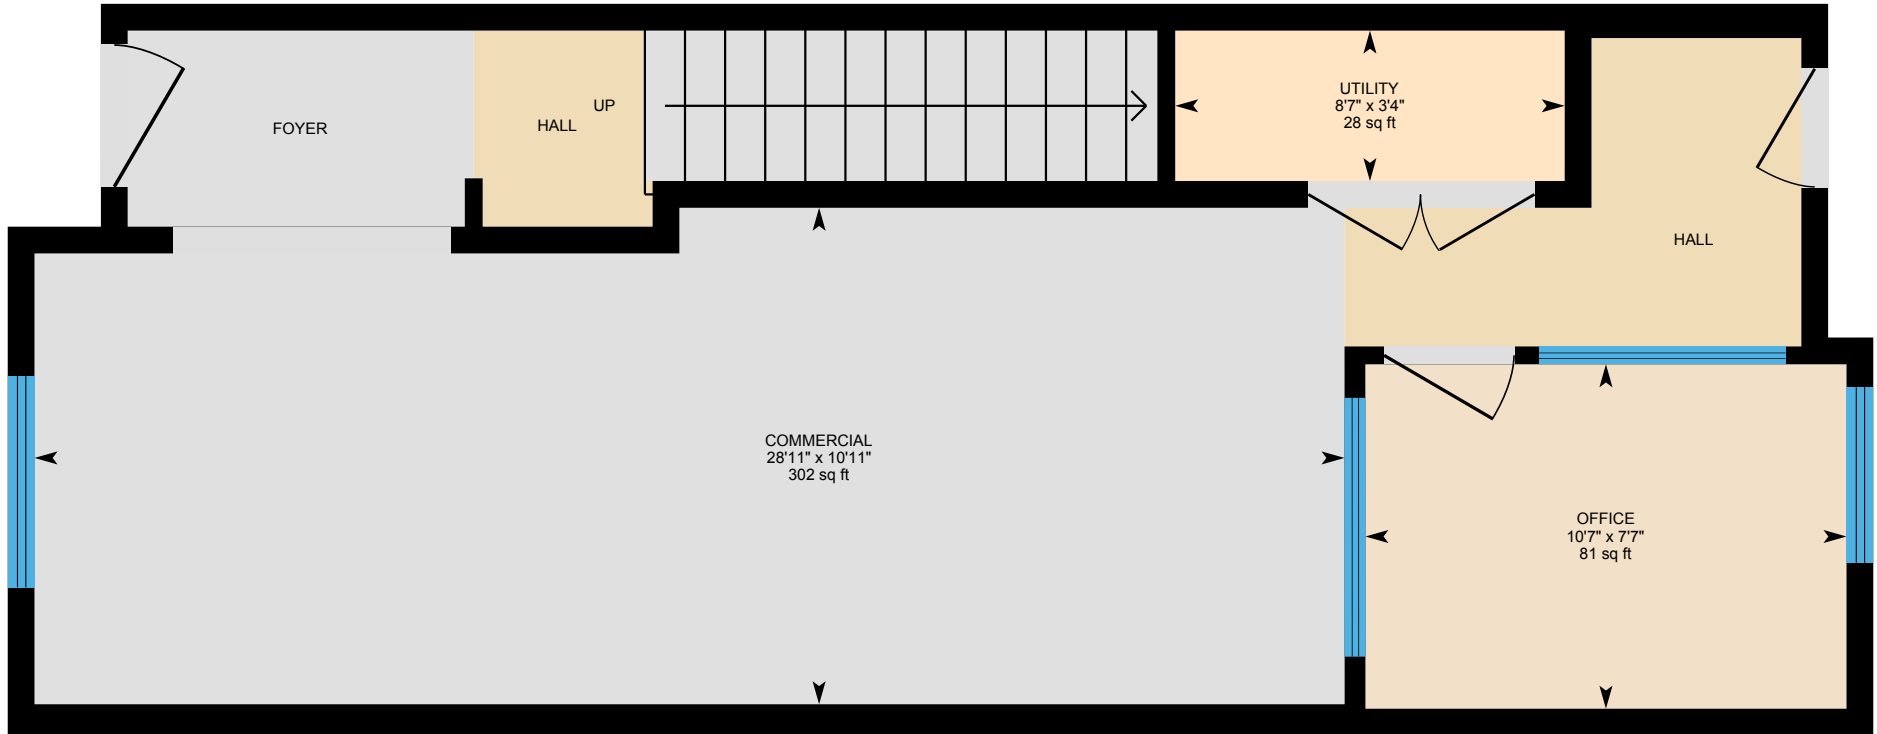 FOYER
HALL
UP
UTILITY
8'7" x 3'4"
28 sq ft
HALL
COMMERCIAL
28'11" x 10'11"
302 sq ft
OFFICE
10'7" x 7'7"
81 sq ft